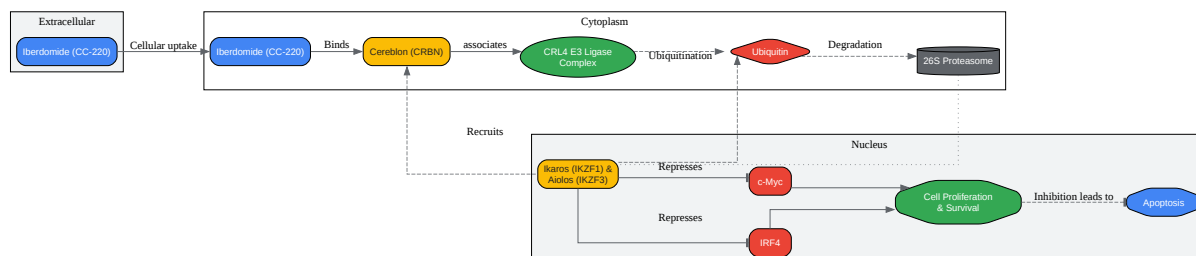 Extracellular
Cytoplasm
Iberdomide (CC-220)
Cellular uptake
Iberdomide (CC-220)
Binds
Cereblon (CRBN)
associates
CRL4 E3 Ligase
Complex
Ubiquitination
Ubiquitin
Degradation
26S Proteasome
Recruits
Nucleus
Ikaros (IKZF1) &
Aiolos (IKZF3)
Represses
c-Myc
Represses
IRF4
Cell Proliferation
& Survival
Inhibition leads to
Apoptosis